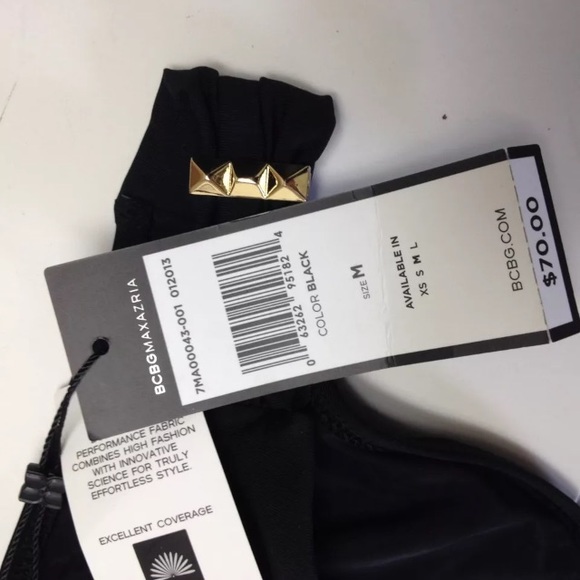 BCBGMAXAZRIA
7MA00043-001 012013
0 63262 95182 4
COLOR BLACK
SIZE M
AVAILABLE IN
XS S M L
BCBG.COM
$70.00
PERFORMANCE FABRIC
COMBINES HIGH FASHION
WITH INNOVATIVE
SCIENCE FOR TRULY
EFFORTLESS STYLE.
EXCELLENT COVERAGE